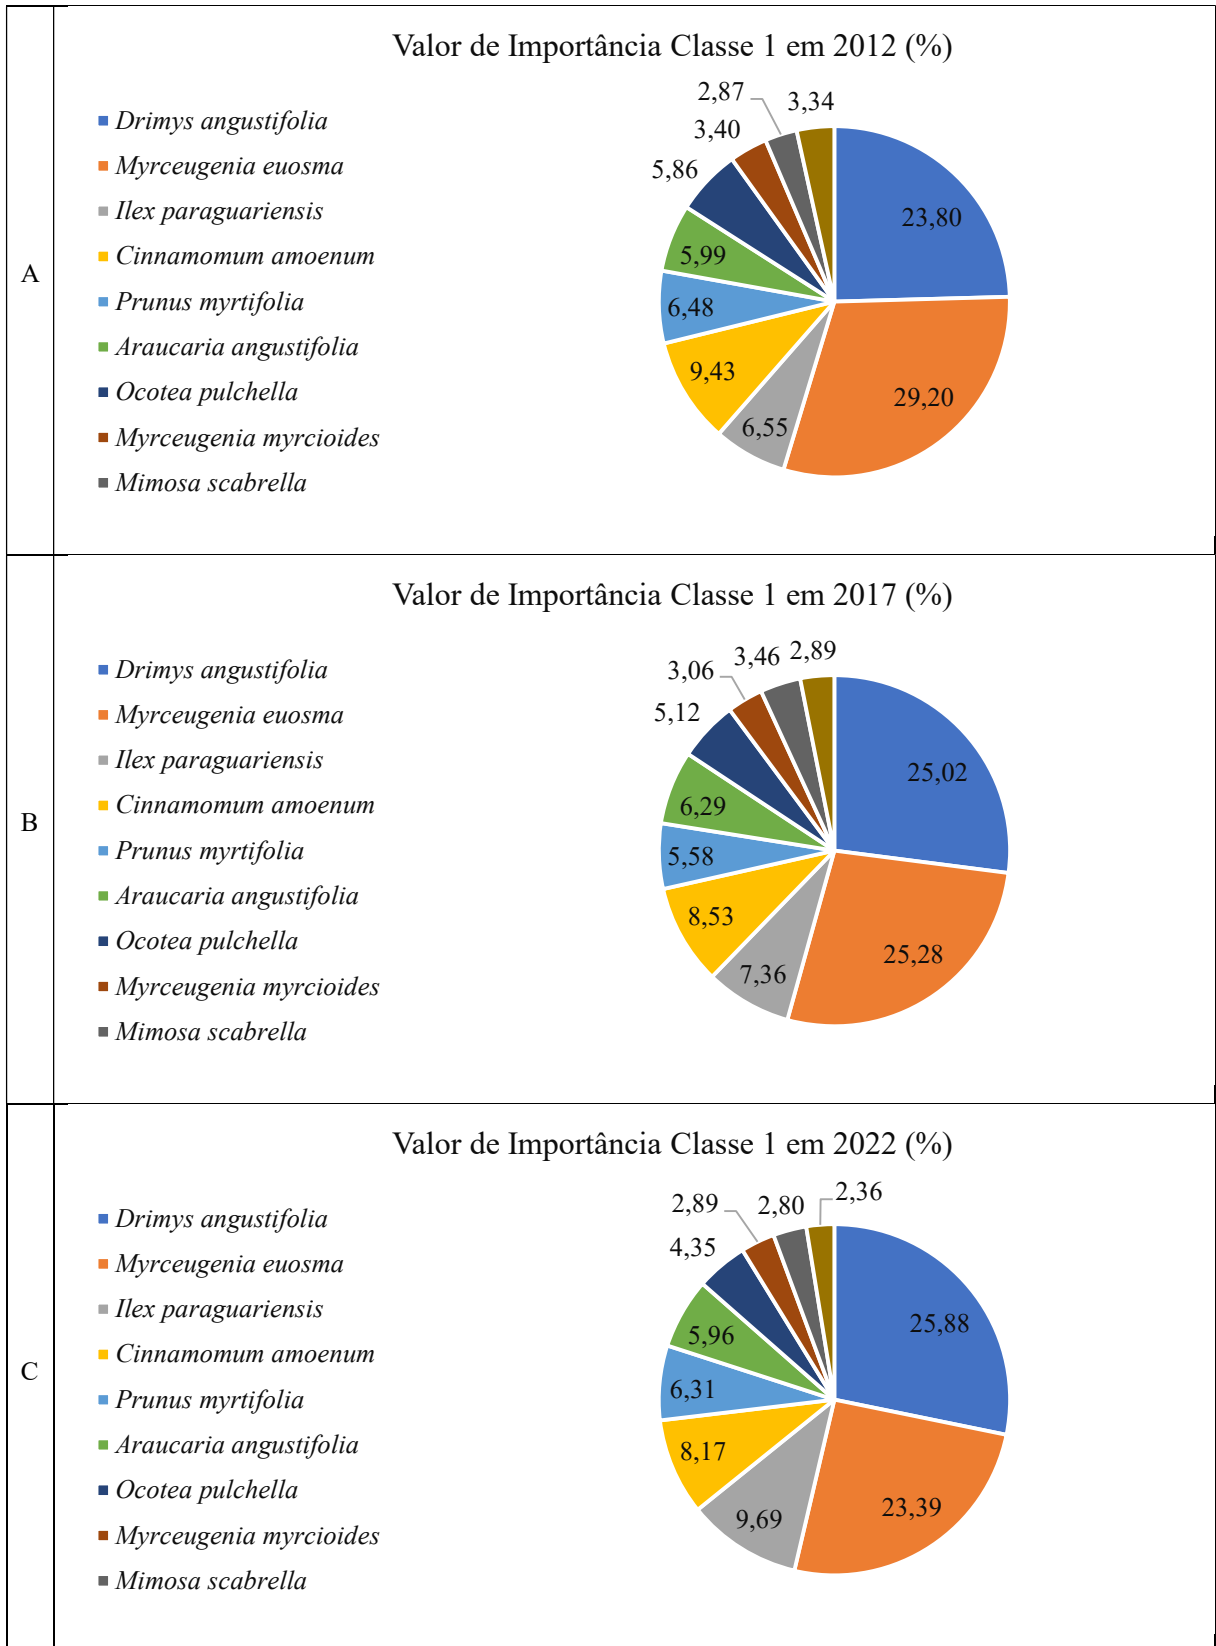 A
Valor de Importância Classe 1 em 2012 (%)
Drimys angustifolia
Myrceugenia euosma
Ilex paraguariensis
Cinnamomum amoenum
Prunus myrtifolia
Araucaria angustifolia
Ocotea pulchella
Myrceugenia myrcioides
Mimosa scabrella
23,80
29,20
6,55
9,43
6,48
5,99
5,86
3,40
2,87
3,34
B
Valor de Importância Classe 1 em 2017 (%)
Drimys angustifolia
Myrceugenia euosma
Ilex paraguariensis
Cinnamomum amoenum
Prunus myrtifolia
Araucaria angustifolia
Ocotea pulchella
Myrceugenia myrcioides
Mimosa scabrella
25,02
25,28
7,36
8,53
5,58
6,29
5,12
3,06
3,46
2,89
C
Valor de Importância Classe 1 em 2022 (%)
Drimys angustifolia
Myrceugenia euosma
Ilex paraguariensis
Cinnamomum amoenum
Prunus myrtifolia
Araucaria angustifolia
Ocotea pulchella
Myrceugenia myrcioides
Mimosa scabrella
25,88
23,39
9,69
8,17
6,31
5,96
4,35
2,89
2,80
2,36